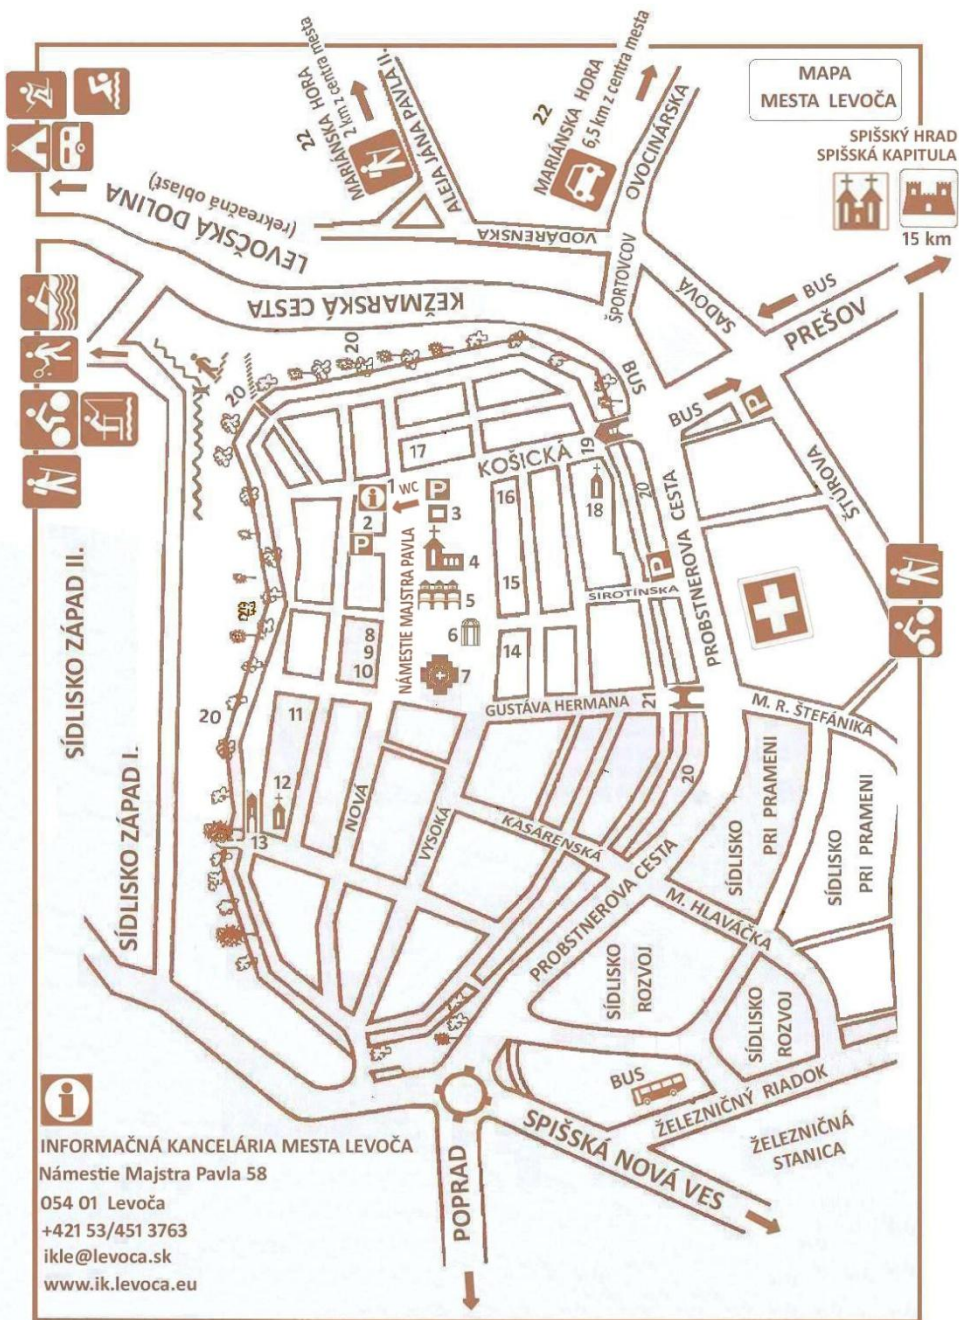 MAPA
MESTA LEVOČA
SPIŠSKÝ HRAD
SPIŠSKÁ KAPITULA
15 km
22
MARIÁNSKA HORA
2 km z centra mesta
ALEJA JÁNA PAVLA II.
22
MARIÁNSKA HORA
6,5 km z centra mesta
OVOCINÁRSKA
LEVOČSKÁ DOLINA
(rekreačná oblasť)
VODÁRENSKÁ
KEŽMARSKÁ CESTA
ŠPORTOVCOV
SADOVÁ
BUS
PREŠOV
BUS
BUS
P
ŠTÚROVA
20
20
17
KOŠICKÁ
19
1 WC
P
i
2
3
P
4
16
18
20
PROBSTNEROVA CESTA
NÁMESTIE MAJSTRA PAVLA
5
15
P
SIROTÍNSKA
6
8
9
10
7
14
GUSTÁVA HERMANA
21
M. R. ŠTEFÁNIKA
SÍDLISKO ZÁPAD II.
SÍDLISKO ZÁPAD I.
20
11
12
13
NOVÁ
VYSOKÁ
KASÁRENSKÁ
20
PROBSTNEROVA CESTA
M. HLAVÁČKA
SÍDLISKO
PRI PRAMENI
SÍDLISKO
PRI PRAMENI
SÍDLISKO
ROZVOJ
SÍDLISKO
ROZVOJ
BUS
ŽELEZNIČNÝ RIADOK
ŽELEZNIČNÁ
STANICA
SPIŠSKÁ NOVÁ VES
POPRAD
i
INFORMAČNÁ KANCELÁRIA MESTA LEVOČA
Námestie Majstra Pavla 58
054 01 Levoča
+421 53/451 3763
ikle@levoca.sk
www.ik.levoca.eu